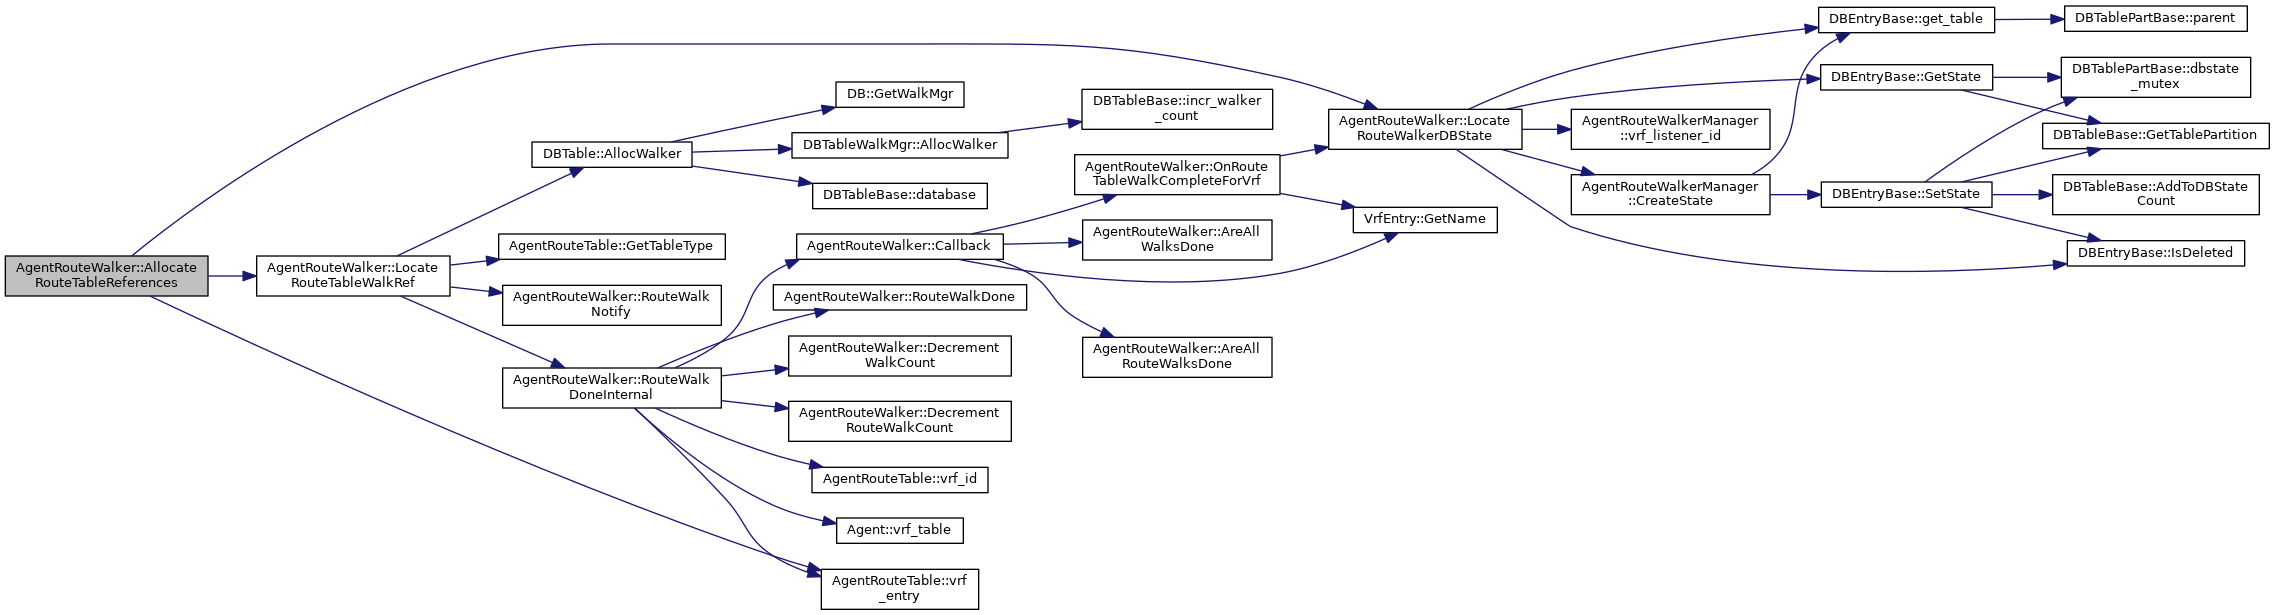 AgentRouteWalker::Allocate
RouteTableReferences
AgentRouteWalker::Locate
RouteTableWalkRef
DBTable::AllocWalker
AgentRouteTable::GetTableType
AgentRouteWalker::RouteWalk
Notify
AgentRouteWalker::RouteWalk
DoneInternal
DB::GetWalkMgr
DBTableWalkMgr::AllocWalker
DBTableBase::database
AgentRouteWalker::Callback
AgentRouteWalker::RouteWalkDone
AgentRouteWalker::Decrement
WalkCount
AgentRouteWalker::Decrement
RouteWalkCount
AgentRouteTable::vrf_id
Agent::vrf_table
AgentRouteTable::vrf
_entry
DBTableBase::incr_walker
_count
AgentRouteWalker::OnRoute
TableWalkCompleteForVrf
AgentRouteWalker::AreAll
WalksDone
AgentRouteWalker::AreAll
RouteWalksDone
AgentRouteWalker::Locate
RouteWalkerDBState
VrfEntry::GetName
AgentRouteWalkerManager
::vrf_listener_id
AgentRouteWalkerManager
::CreateState
DBEntryBase::get_table
DBEntryBase::GetState
DBEntryBase::SetState
DBTablePartBase::parent
DBTablePartBase::dbstate
_mutex
DBTableBase::GetTablePartition
DBTableBase::AddToDBState
Count
DBEntryBase::IsDeleted